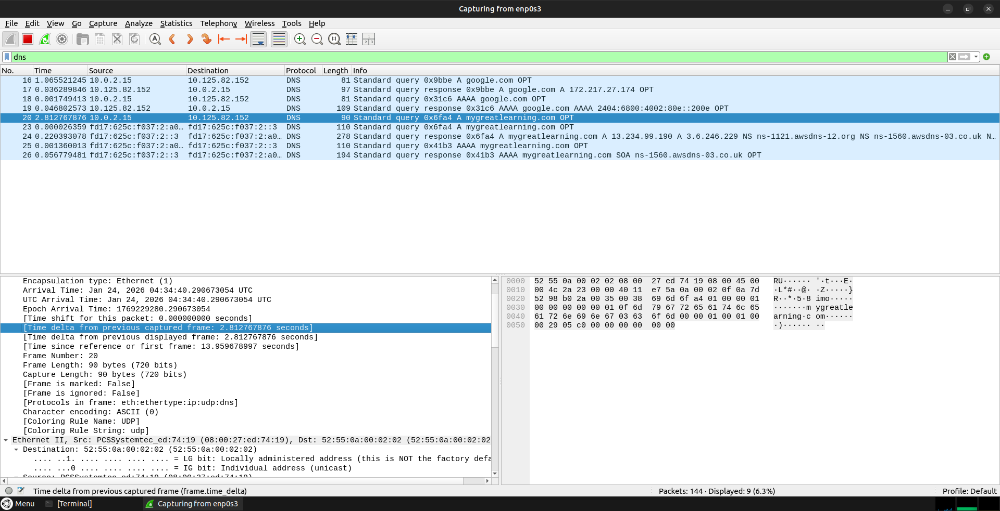 Capturing from enp0s3
File Edit View Go Capture Analyze Statistics Telephony Wireless Tools Help
dns
No. Time Source Destination Protocol Length Info
16 1.065521245 10.0.2.15 10.125.82.152 DNS 81 Standard query 0x9bbe A google.com OPT
17 0.036289846 10.125.82.152 10.0.2.15 DNS 97 Standard query response 0x9bbe A google.com A 172.217.27.174 OPT
18 0.001749413 10.0.2.15 10.125.82.152 DNS 81 Standard query 0x31c6 AAAA google.com OPT
19 0.046802573 10.125.82.152 10.0.2.15 DNS 109 Standard query response 0x31c6 AAAA google.com AAAA 2404:6800:4002:80e::200e OPT
20 2.812767876 10.0.2.15 10.125.82.152 DNS 90 Standard query 0x6fa4 A mygreatlearning.com OPT
23 0.000026359 fd17:625c:f037:2:a0… fd17:625c:f037:2::3 DNS 110 Standard query 0x6fa4 A mygreatlearning.com OPT
24 0.220393078 fd17:625c:f037:2::3 fd17:625c:f037:2:a0… DNS 278 Standard query response 0x6fa4 A mygreatlearning.com A 13.234.99.190 A 3.6.246.229 NS ns-1121.awsdns-12.org NS ns-1560.awsdns-03.co.uk N…
25 0.001360013 fd17:625c:f037:2:a0… fd17:625c:f037:2::3 DNS 110 Standard query 0x41b3 AAAA mygreatlearning.com OPT
26 0.056779481 fd17:625c:f037:2::3 fd17:625c:f037:2:a0… DNS 194 Standard query response 0x41b3 AAAA mygreatlearning.com SOA ns-1560.awsdns-03.co.uk OPT
Encapsulation type: Ethernet (1)
Arrival Time: Jan 24, 2026 04:34:40.290673054 UTC
UTC Arrival Time: Jan 24, 2026 04:34:40.290673054 UTC
Epoch Arrival Time: 1769229280.290673054
[Time shift for this packet: 0.000000000 seconds]
[Time delta from previous captured frame: 2.812767876 seconds]
[Time delta from previous displayed frame: 2.812767876 seconds]
[Time since reference or first frame: 13.959678997 seconds]
Frame Number: 20
Frame Length: 90 bytes (720 bits)
Capture Length: 90 bytes (720 bits)
[Frame is marked: False]
[Frame is ignored: False]
[Protocols in frame: eth:ethertype:ip:udp:dns]
Character encoding: ASCII (0)
[Coloring Rule Name: UDP]
[Coloring Rule String: udp]
Ethernet II, Src: PCSSystemtec_ed:74:19 (08:00:27:ed:74:19), Dst: 52:55:0a:00:02:02 (52:55:0a:00:02:02
Destination: 52:55:0a:00:02:02 (52:55:0a:00:02:02)
.... ..1. .... .... .... .... = LG bit: Locally administered address (this is NOT the factory defa
.... ...0 .... .... .... .... = IG bit: Individual address (unicast)
Source: PCSSystemtec_ed:74:19 (08:00:27:ed:74:19)
0000 52 55 0a 00 02 02 08 00 27 ed 74 19 08 00 45 00 RU······ '·t···E·
0010 00 4c 2a 23 00 00 40 11 e7 5a 0a 00 02 0f 0a 7d ·L*#··@· ·Z·····}
0020 52 98 b0 2a 00 35 00 38 69 6d 6f a4 01 00 00 01 R··*·5·8 imo·····
0030 00 00 00 00 00 01 0f 6d 79 67 72 65 61 74 6c 65 ·······m ygreatle
0040 61 72 6e 69 6e 67 03 63 6f 6d 00 00 01 00 01 00 arning·c om······
0050 00 29 05 c0 00 00 00 00 00 00 ·)······ ··
Time delta from previous captured frame (frame.time_delta)
Packets: 144 · Displayed: 9 (6.3%)
Profile: Default
Menu [Terminal] Capturing from enp0s3